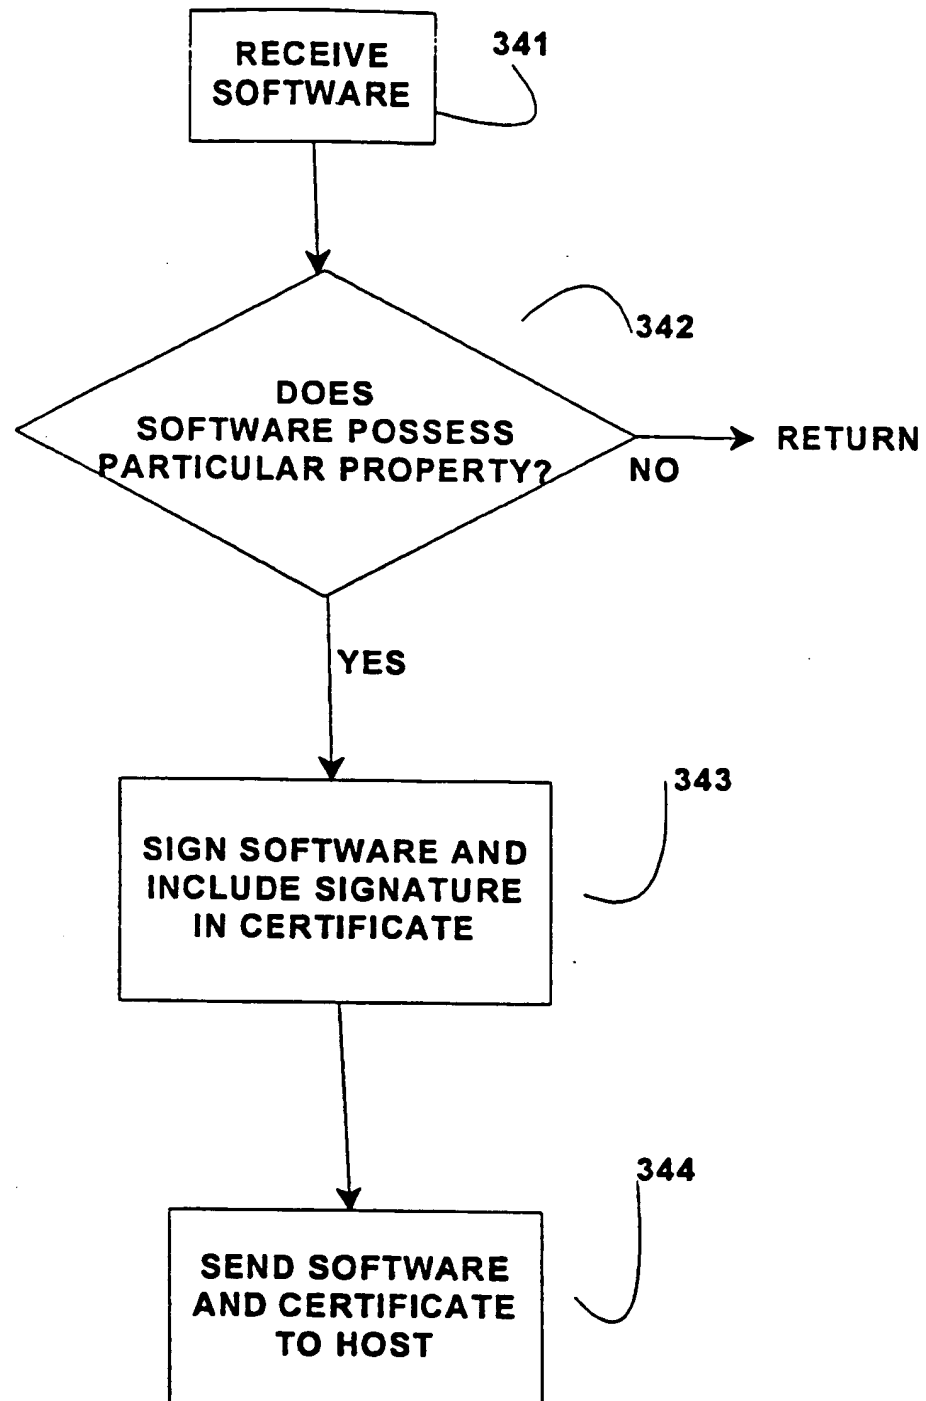 RECEIVE
SOFTWARE
341
342
DOES
SOFTWARE POSSESS
PARTICULAR PROPERTY?
NO
RETURN
YES
343
SIGN SOFTWARE AND
INCLUDE SIGNATURE
IN CERTIFICATE
344
SEND SOFTWARE
AND CERTIFICATE
TO HOST